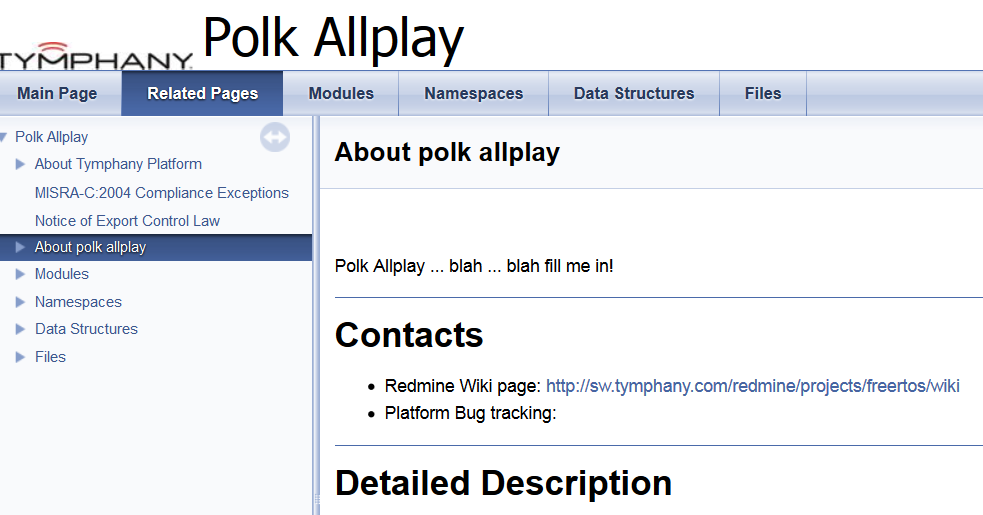 TYMPHANY. Polk Allplay
Main Page Related Pages Modules Namespaces Data Structures Files
Polk Allplay
About Tymphany Platform
MISRA-C:2004 Compliance Exceptions
Notice of Export Control Law
About polk allplay
Modules
Namespaces
Data Structures
Files
About polk allplay
Polk Allplay ... blah ... blah fill me in!
Contacts
• Redmine Wiki page: http://sw.tymphany.com/redmine/projects/freertos/wiki
• Platform Bug tracking:
Detailed Description